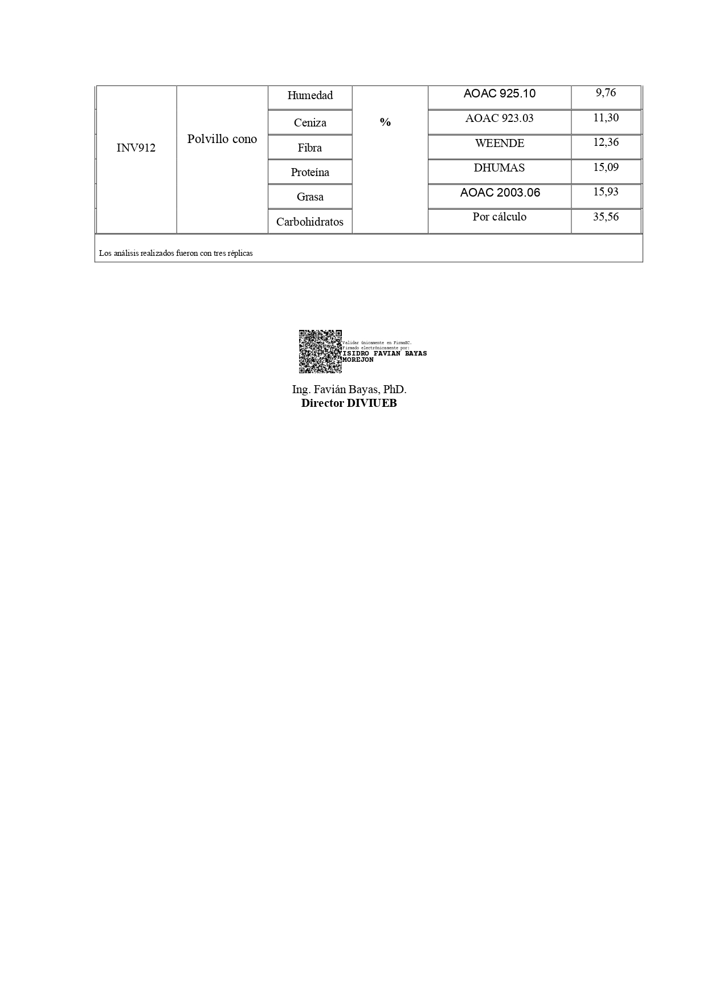 Humedad AOAC 925.10 9,76
Ceniza % AOAC 923.03 11,30
INV912 Polvillo cono Fibra WEENDE 12,36
Proteína DHUMAS 15,09
Grasa AOAC 2003.06 15,93
Carbohidratos Por cálculo 35,56
Los análisis realizados fueron con tres réplicas
Validar únicamente en FirmaEC.
Firmado electrónicamente por:
ISIDRO FAVIAN BAYAS
MOREJON
Ing. Favián Bayas, PhD.
Director DIVIUEB